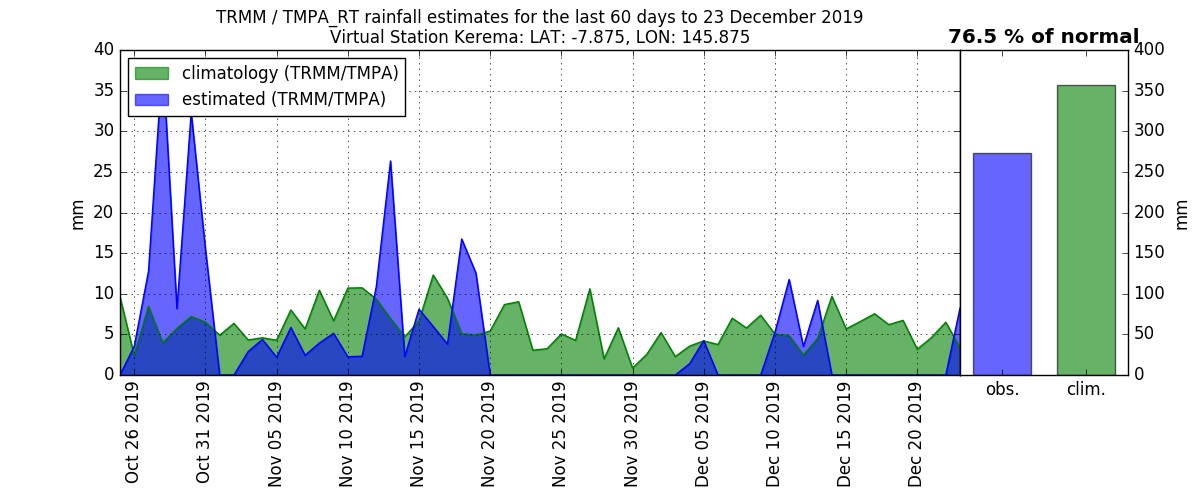 TRMM / TMPA_RT rainfall estimates for the last 60 days to 23 December 2019
Virtual Station Kerema: LAT: -7.875, LON: 145.875
76.5 % of normal
climatology (TRMM/TMPA)
estimated (TRMM/TMPA)
40
35
30
25
20
15
10
5
0
mm
400
350
300
250
200
150
100
50
0
mm
Oct 26 2019
Oct 31 2019
Nov 05 2019
Nov 10 2019
Nov 15 2019
Nov 20 2019
Nov 25 2019
Nov 30 2019
Dec 05 2019
Dec 10 2019
Dec 15 2019
Dec 20 2019
obs.
clim.